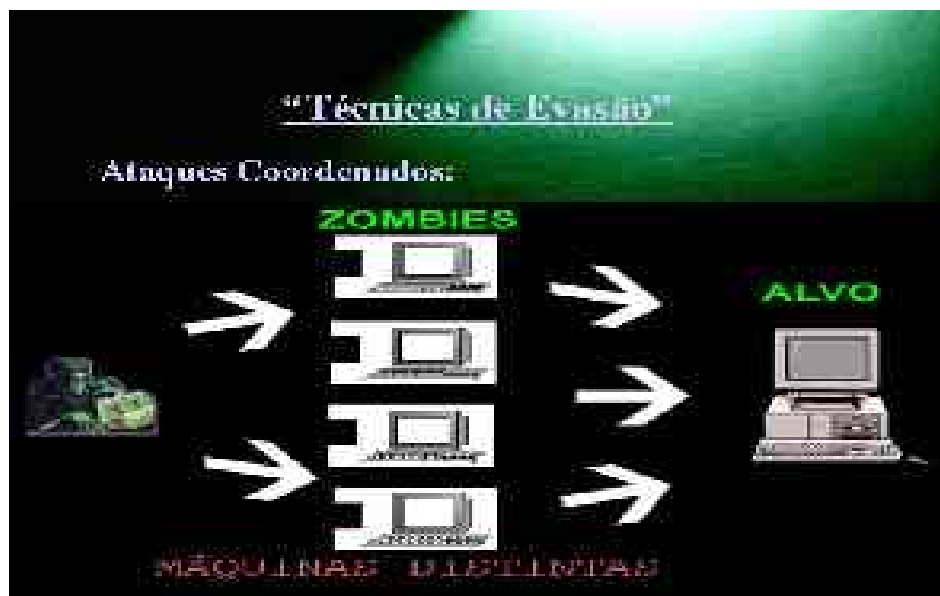 “Técnicas de Evasão”
Ataques Coordenados:
ZOMBIES
ALVO
MÁQUINAS DISTINTAS